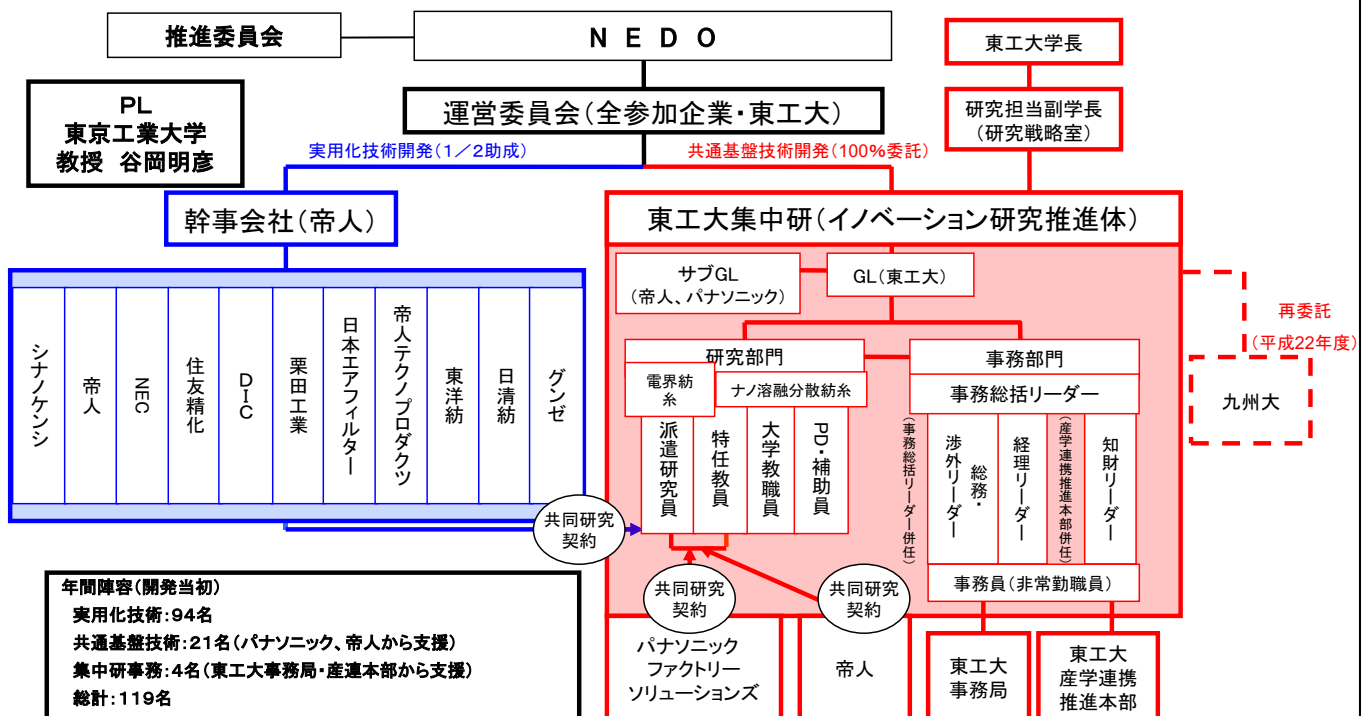 推進委員会
NEDO
東工大学長
PL
東京工業大学
教授 谷岡明彦
運営委員会(全参加企業・東工大)
研究担当副学長
(研究戦略室)
実用化技術開発(1/2助成)
共通基盤技術開発(100%委託)
幹事会社(帝人)
東工大集中研(イノベーション研究推進体)
サブGL
(帝人、パナソニック)
GL(東工大)
再委託
(平成22年度)
九州大
シナノケンシ
帝人
NEC
住友精化
DIC
栗田工業
日本エアフィルター
帝人テクノプロダクツ
東洋紡
日清紡
グンゼ
研究部門
電界紡
糸
ナノ溶融分散紡糸
派遣研究員
特任教員
大学教職員
PD・補助員
事務部門
事務総括リーダー
(事務総括リーダー併任)
総務・
渉外リーダー
経理リーダー
(産学連携推進本部併任)
知財リーダー
事務員(非常勤職員)
共同研究
契約
共同研究
契約
共同研究
契約
パナソニック
ファクトリー
ソリューションズ
帝人
東工大
事務局
東工大
産学連携
推進本部
年間陣容(開発当初)
実用化技術:94名
共通基盤技術:21名(パナソニック、帝人から支援)
集中研事務:4名(東工大事務局・産連本部から支援)
総計:119名